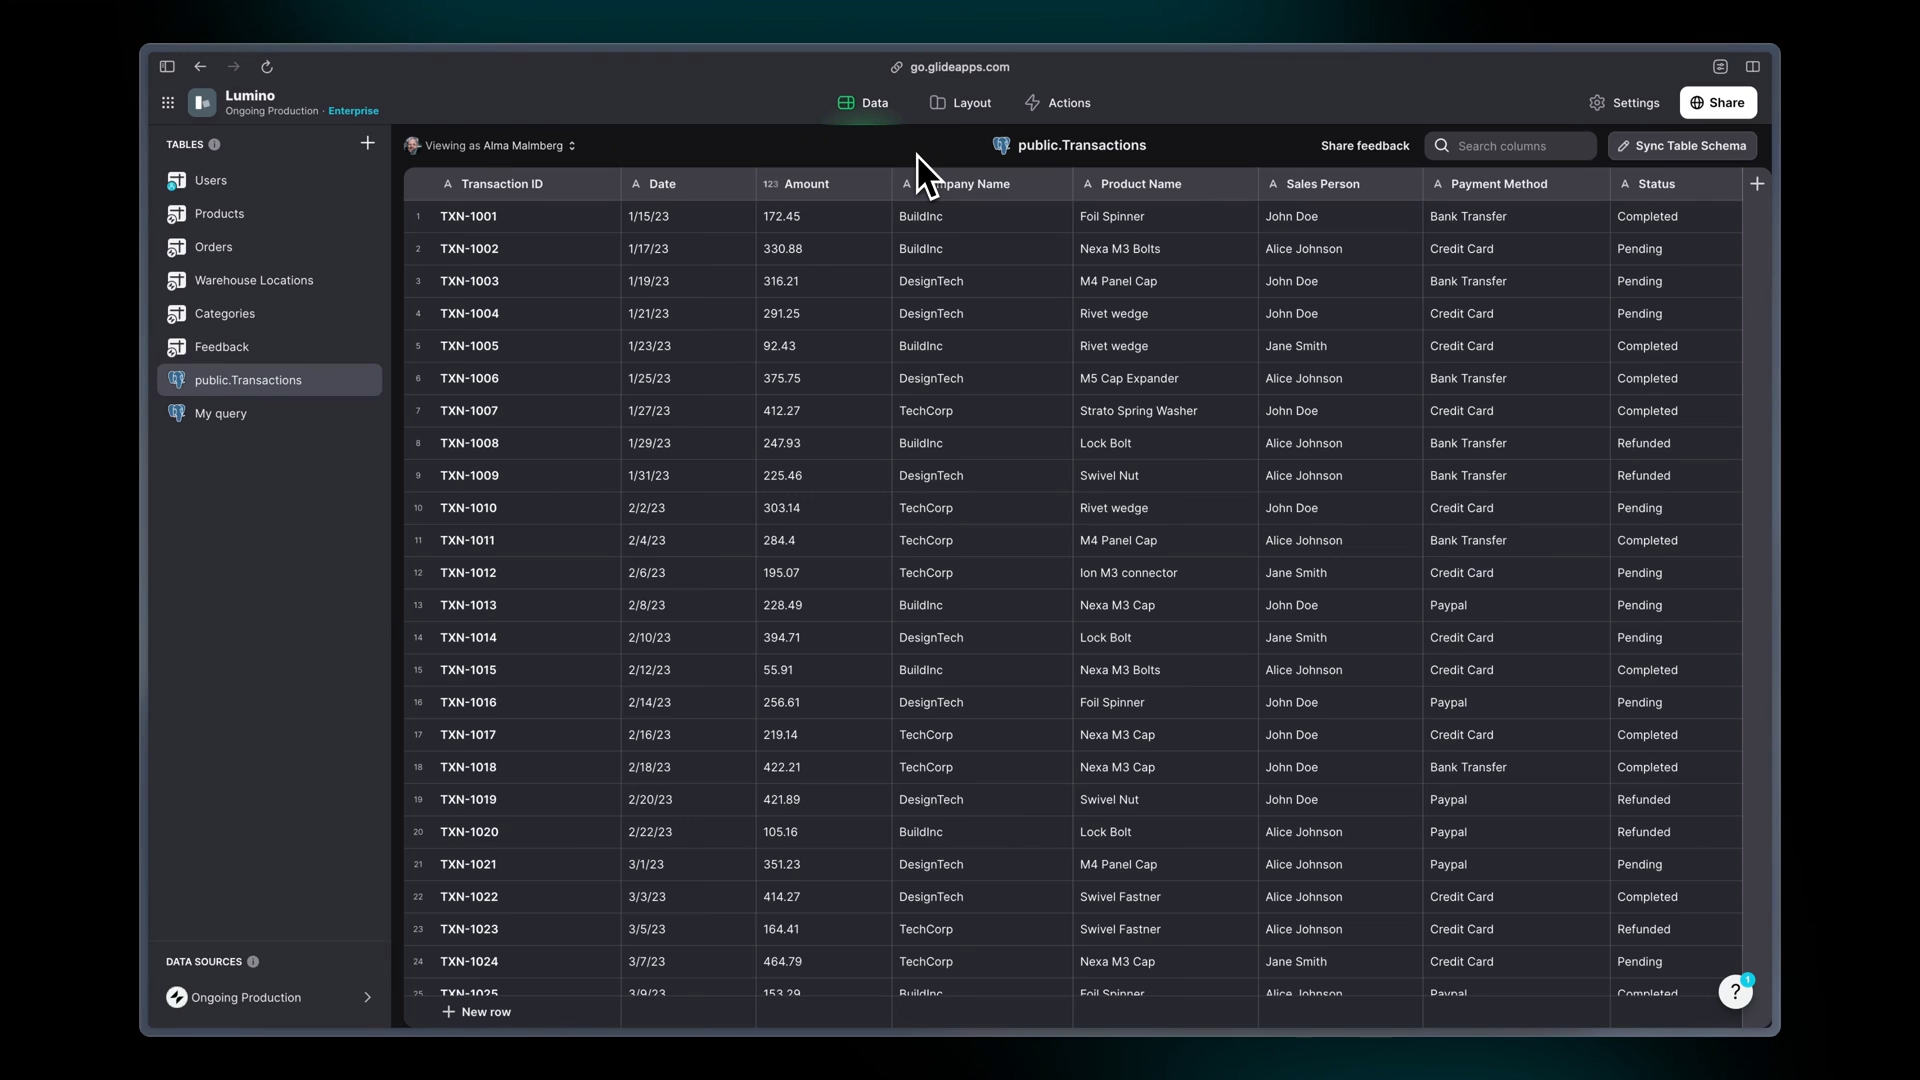 go.glideapps.com
Lumino
Ongoing Production · Enterprise
Data
Layout
Actions
Settings
Share
TABLES
Viewing as Alma Malmberg
public.Transactions
Share feedback
Search columns
Sync Table Schema
Users
Products
Orders
Warehouse Locations
Categories
Feedback
public.Transactions
My query
DATA SOURCES
Ongoing Production
A Transaction ID A Date 123 Amount A mpany Name A Product Name A Sales Person A Payment Method A Status
1 TXN-1001 1/15/23 172.45 BuildInc Foil Spinner John Doe Bank Transfer Completed
2 TXN-1002 1/17/23 330.88 BuildInc Nexa M3 Bolts Alice Johnson Credit Card Pending
3 TXN-1003 1/19/23 316.21 DesignTech M4 Panel Cap John Doe Bank Transfer Pending
4 TXN-1004 1/21/23 291.25 DesignTech Rivet wedge John Doe Credit Card Pending
5 TXN-1005 1/23/23 92.43 BuildInc Rivet wedge Jane Smith Credit Card Completed
6 TXN-1006 1/25/23 375.75 DesignTech M5 Cap Expander Alice Johnson Bank Transfer Completed
7 TXN-1007 1/27/23 412.27 TechCorp Strato Spring Washer John Doe Credit Card Completed
8 TXN-1008 1/29/23 247.93 BuildInc Lock Bolt Alice Johnson Bank Transfer Refunded
9 TXN-1009 1/31/23 225.46 DesignTech Swivel Nut Alice Johnson Bank Transfer Refunded
10 TXN-1010 2/2/23 303.14 TechCorp Rivet wedge John Doe Credit Card Pending
11 TXN-1011 2/4/23 284.4 TechCorp M4 Panel Cap Alice Johnson Bank Transfer Completed
12 TXN-1012 2/6/23 195.07 TechCorp Ion M3 connector Jane Smith Credit Card Pending
13 TXN-1013 2/8/23 228.49 BuildInc Nexa M3 Cap John Doe Paypal Pending
14 TXN-1014 2/10/23 394.71 DesignTech Lock Bolt Jane Smith Credit Card Pending
15 TXN-1015 2/12/23 55.91 BuildInc Nexa M3 Bolts Alice Johnson Credit Card Completed
16 TXN-1016 2/14/23 256.61 DesignTech Foil Spinner John Doe Paypal Pending
17 TXN-1017 2/16/23 219.14 TechCorp Nexa M3 Cap John Doe Credit Card Completed
18 TXN-1018 2/18/23 422.21 TechCorp Nexa M3 Cap John Doe Bank Transfer Completed
19 TXN-1019 2/20/23 421.89 DesignTech Swivel Nut John Doe Paypal Refunded
20 TXN-1020 2/22/23 105.16 BuildInc Lock Bolt Alice Johnson Paypal Refunded
21 TXN-1021 3/1/23 351.23 DesignTech M4 Panel Cap Alice Johnson Paypal Pending
22 TXN-1022 3/3/23 414.27 DesignTech Swivel Fastner Alice Johnson Credit Card Completed
23 TXN-1023 3/5/23 164.41 TechCorp Swivel Fastner Alice Johnson Credit Card Refunded
24 TXN-1024 3/7/23 464.79 TechCorp Nexa M3 Cap Jane Smith Credit Card Pending
25 TXN-1025 3/9/23 153.29 BuildInc Foil Spinner Alice Johnson Paypal Completed
New row
? 1